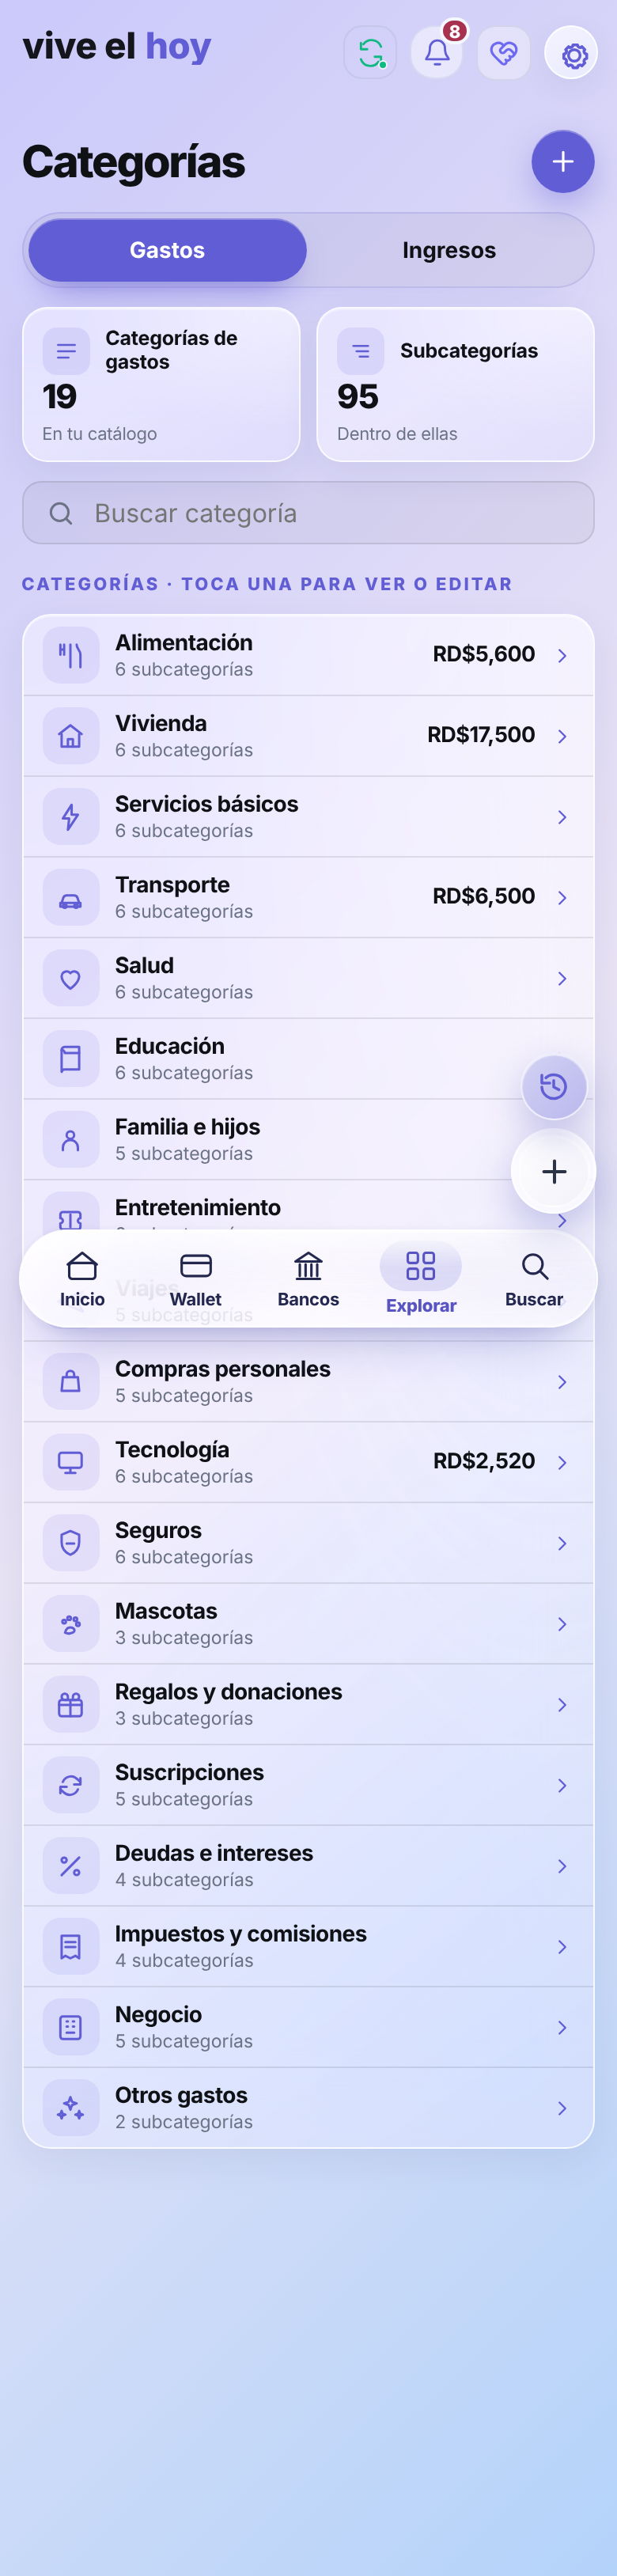 vive el hoy
8
Categorías
Gastos
Ingresos
Categorías de
gastos
19
En tu catálogo
Subcategorías
95
Dentro de ellas
Buscar categoría
CATEGORÍAS · TOCA UNA PARA VER O EDITAR
Alimentación
6 subcategorías
RD$5,600
Vivienda
6 subcategorías
RD$17,500
Servicios básicos
6 subcategorías
Transporte
6 subcategorías
RD$6,500
Salud
6 subcategorías
Educación
6 subcategorías
Familia e hijos
5 subcategorías
Entretenimiento
Viajes
5 subcategorías
Inicio
Wallet
Bancos
Explorar
Buscar
Compras personales
5 subcategorías
Tecnología
6 subcategorías
RD$2,520
Seguros
6 subcategorías
Mascotas
3 subcategorías
Regalos y donaciones
3 subcategorías
Suscripciones
5 subcategorías
Deudas e intereses
4 subcategorías
Impuestos y comisiones
4 subcategorías
Negocio
5 subcategorías
Otros gastos
2 subcategorías